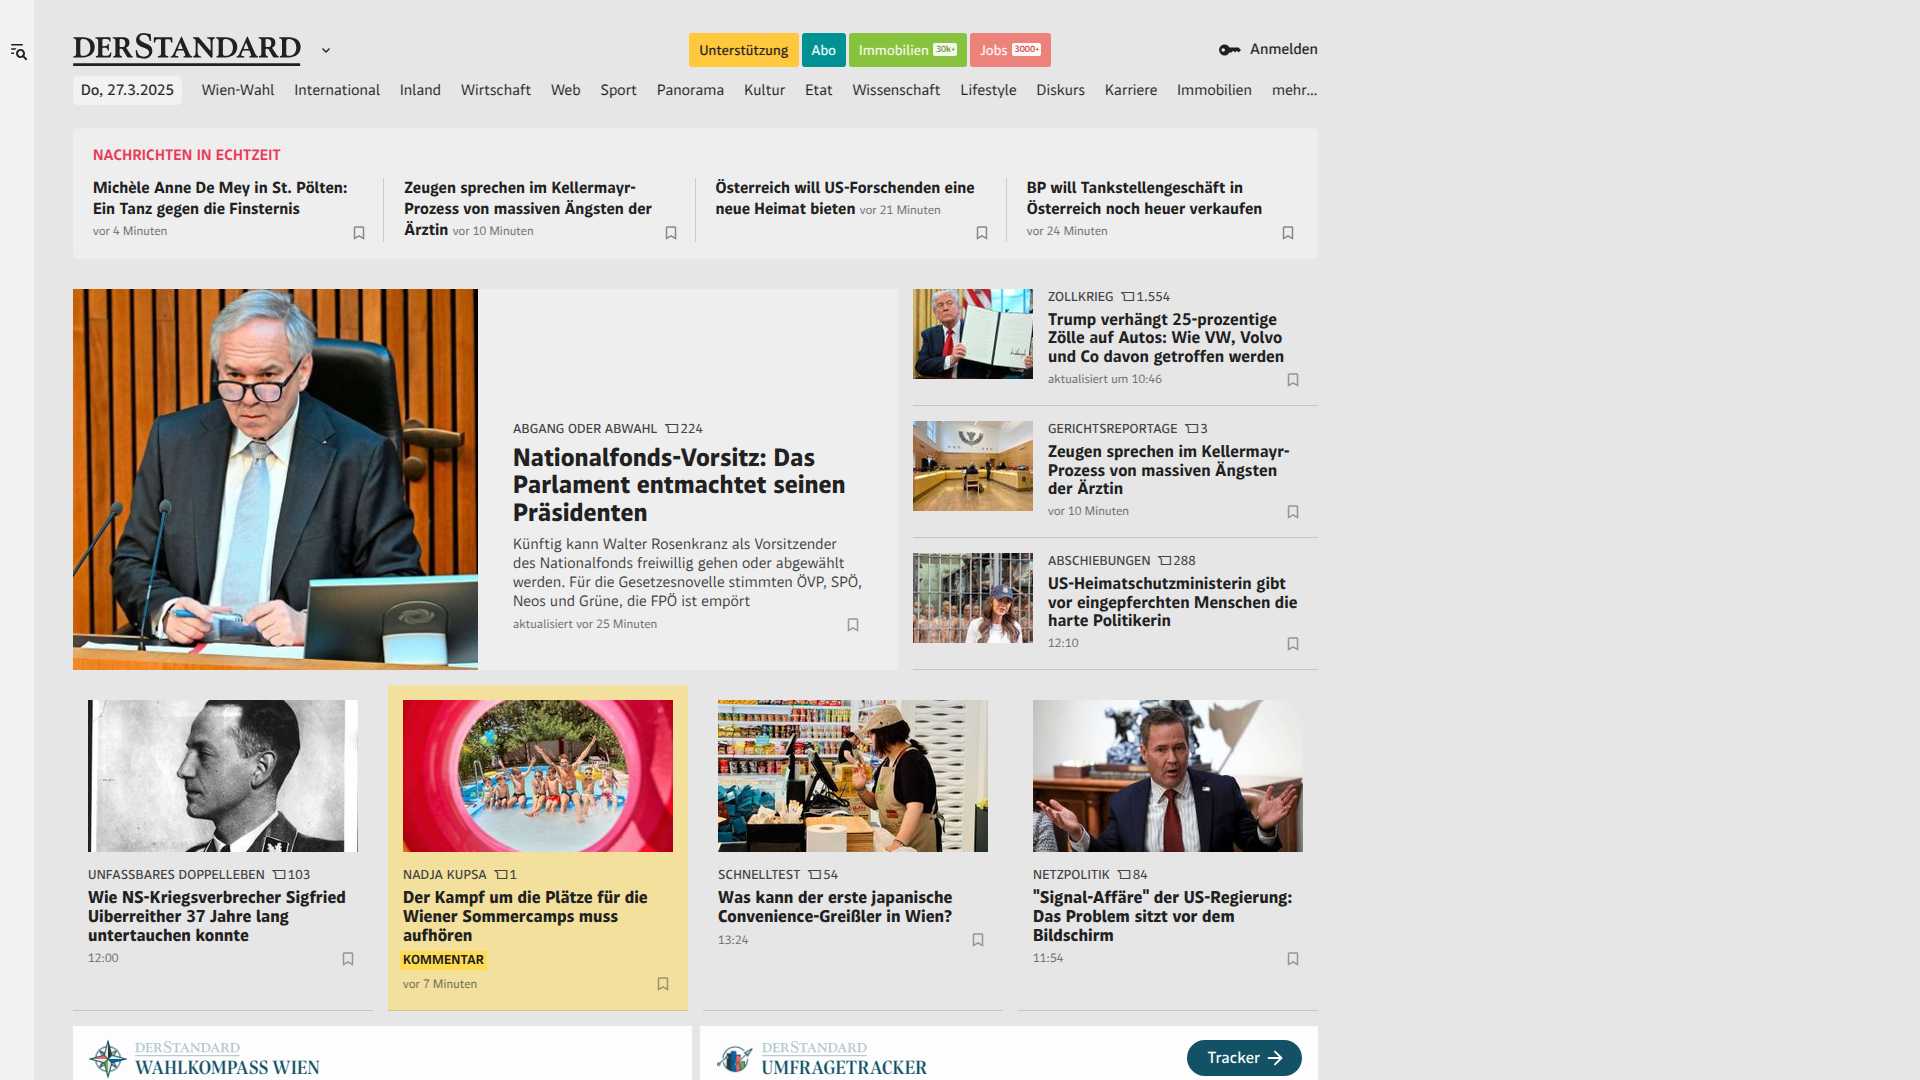 DERSTANDARD
Unterstützung
Abo
Immobilien 30k+
Jobs 3000+
Anmelden
Do, 27.3.2025
Wien-Wahl
International
Inland
Wirtschaft
Web
Sport
Panorama
Kultur
Etat
Wissenschaft
Lifestyle
Diskurs
Karriere
Immobilien
mehr...
NACHRICHTEN IN ECHTZEIT
Michèle Anne De Mey in St. Pölten:
Ein Tanz gegen die Finsternis
vor 4 Minuten
Zeugen sprechen im Kellermayr-
Prozess von massiven Ängsten der
Ärztin vor 10 Minuten
Österreich will US-Forschenden eine
neue Heimat bieten vor 21 Minuten
BP will Tankstellengeschäft in
Österreich noch heuer verkaufen
vor 24 Minuten
ABGANG ODER ABWAHL 224
Nationalfonds-Vorsitz: Das
Parlament entmachtet seinen
Präsidenten
Künftig kann Walter Rosenkranz als Vorsitzender
des Nationalfonds freiwillig gehen oder abgewählt
werden. Für die Gesetzesnovelle stimmten ÖVP, SPÖ,
Neos und Grüne, die FPÖ ist empört
aktualisiert vor 25 Minuten
ZOLLKRIEG 1.554
Trump verhängt 25-prozentige
Zölle auf Autos: Wie VW, Volvo
und Co davon getroffen werden
aktualisiert um 10:46
GERICHTSREPORTAGE 3
Zeugen sprechen im Kellermayr-
Prozess von massiven Ängsten
der Ärztin
vor 10 Minuten
ABSCHIEBUNGEN 288
US-Heimatschutzministerin gibt
vor eingepferchten Menschen die
harte Politikerin
12:10
UNFASSBARES DOPPELLEBEN 103
Wie NS-Kriegsverbrecher Sigfried
Uiberreither 37 Jahre lang
untertauchen konnte
12:00
NADJA KUPSA 1
Der Kampf um die Plätze für die
Wiener Sommercamps muss
aufhören
KOMMENTAR
vor 7 Minuten
SCHNELLTEST 54
Was kann der erste japanische
Convenience-Greißler in Wien?
13:24
NETZPOLITIK 84
"Signal-Affäre" der US-Regierung:
Das Problem sitzt vor dem
Bildschirm
11:54
DERSTANDARD
WAHLKOMPASS WIEN
DERSTANDARD
UMFRAGETRACKER
Tracker